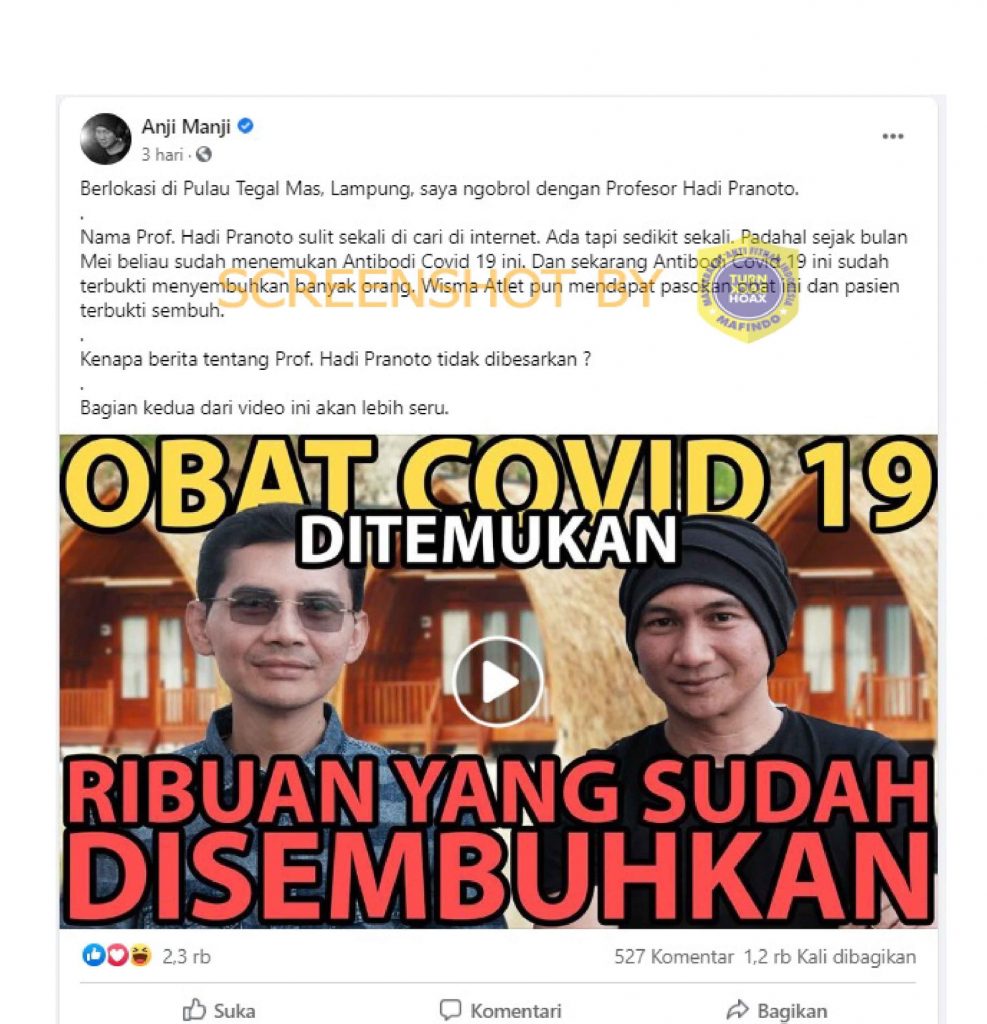 Anji Manji
3 hari ·
Berlokasi di Pulau Tegal Mas, Lampung, saya ngobrol dengan Profesor Hadi Pranoto.
.
Nama Prof. Hadi Pranoto sulit sekali di cari di internet. Ada tapi sedikit sekali. Padahal sejak bulan
Mei beliau sudah menemukan Antibodi Covid 19 ini. Dan sekarang Antibodi Covid 19 ini sudah
terbukti menyembuhkan banyak orang. Wisma Atlet pun mendapat pasokan obat ini dan pasien
terbukti sembuh.
SCREENSHOT BY
TURN
HOAX
MAFINDO
.
Kenapa berita tentang Prof. Hadi Pranoto tidak dibesarkan ?
.
Bagian kedua dari video ini akan lebih seru.
OBAT COVID 19
DITEMUKAN
RIBUAN YANG SUDAH
DISEMBUHKAN
2,3 rb
527 Komentar 1,2 rb Kali dibagikan
Suka
Komentari
Bagikan